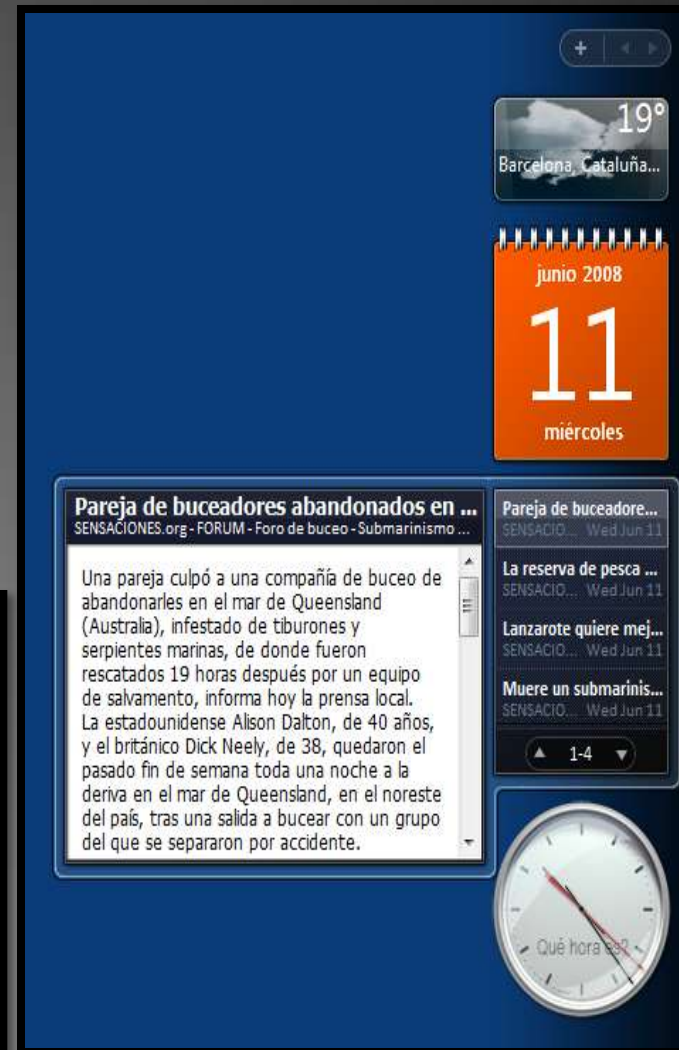 19°
Barcelona, Cataluña...
junio 2008
11
miércoles
Pareja de buceadores abandonados en ...
SENSACIONES.org - FORUM - Foro de buceo - Submarinismo ...
Una pareja culpó a una compañía de buceo de
abandonarles en el mar de Queensland
(Australia), infestado de tiburones y
serpientes marinas, de donde fueron
rescatados 19 horas después por un equipo
de salvamento, informa hoy la prensa local.
La estadounidense Alison Dalton, de 40 años,
y el británico Dick Neely, de 38, quedaron el
pasado fin de semana toda una noche a la
deriva en el mar de Queensland, en el noreste
del país, tras una salida a bucear con un grupo
del que se separaron por accidente.
Pareja de buceadore...
SENSACIO... Wed Jun 11
La reserva de pesca ...
SENSACIO... Wed Jun 11
Lanzarote quiere mej...
SENSACIO... Wed Jun 11
Muere un submarinis...
SENSACIO... Wed Jun 11
1-4
Qué hora es?